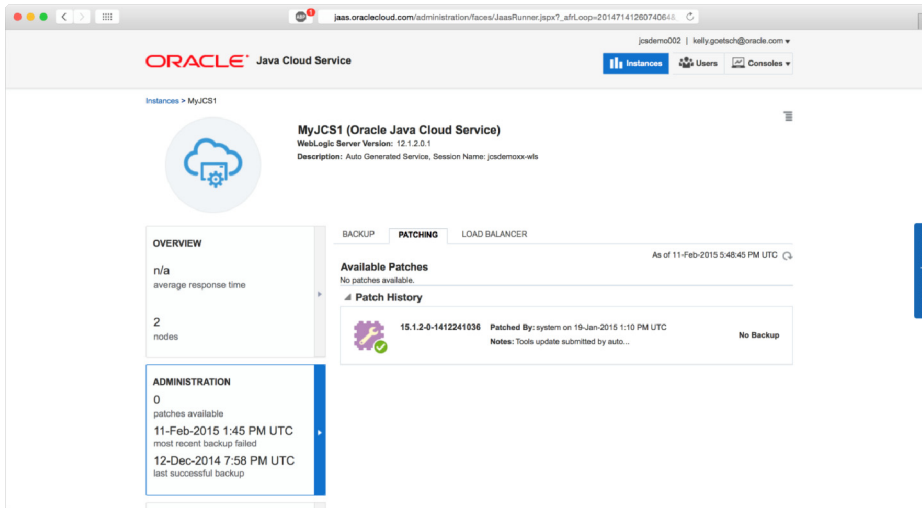 ABP
1
jaas.oraclecloud.com/administration/faces/JaasRunner.jspx?_afrLoop=2014714126074064&
jcsdemo002 | kelly.goetsch@oracle.com
ORACLE Java Cloud Service
Instances Users Consoles
Instances > MyJCS1
MyJCS1 (Oracle Java Cloud Service)
WebLogic Server Version: 12.1.2.0.1
Description: Auto Generated Service, Session Name: jcsdemoxx-wls
OVERVIEW
n/a
average response time
2
nodes
ADMINISTRATION
0
patches available
11-Feb-2015 1:45 PM UTC
most recent backup failed
12-Dec-2014 7:58 PM UTC
last successful backup
BACKUP PATCHING LOAD BALANCER
As of 11-Feb-2015 5:48:45 PM UTC
Available Patches
No patches available.
Patch History
15.1.2-0-1412241036 Patched By: system on 19-Jan-2015 1:10 PM UTC
Notes: Tools update submitted by auto...
No Backup